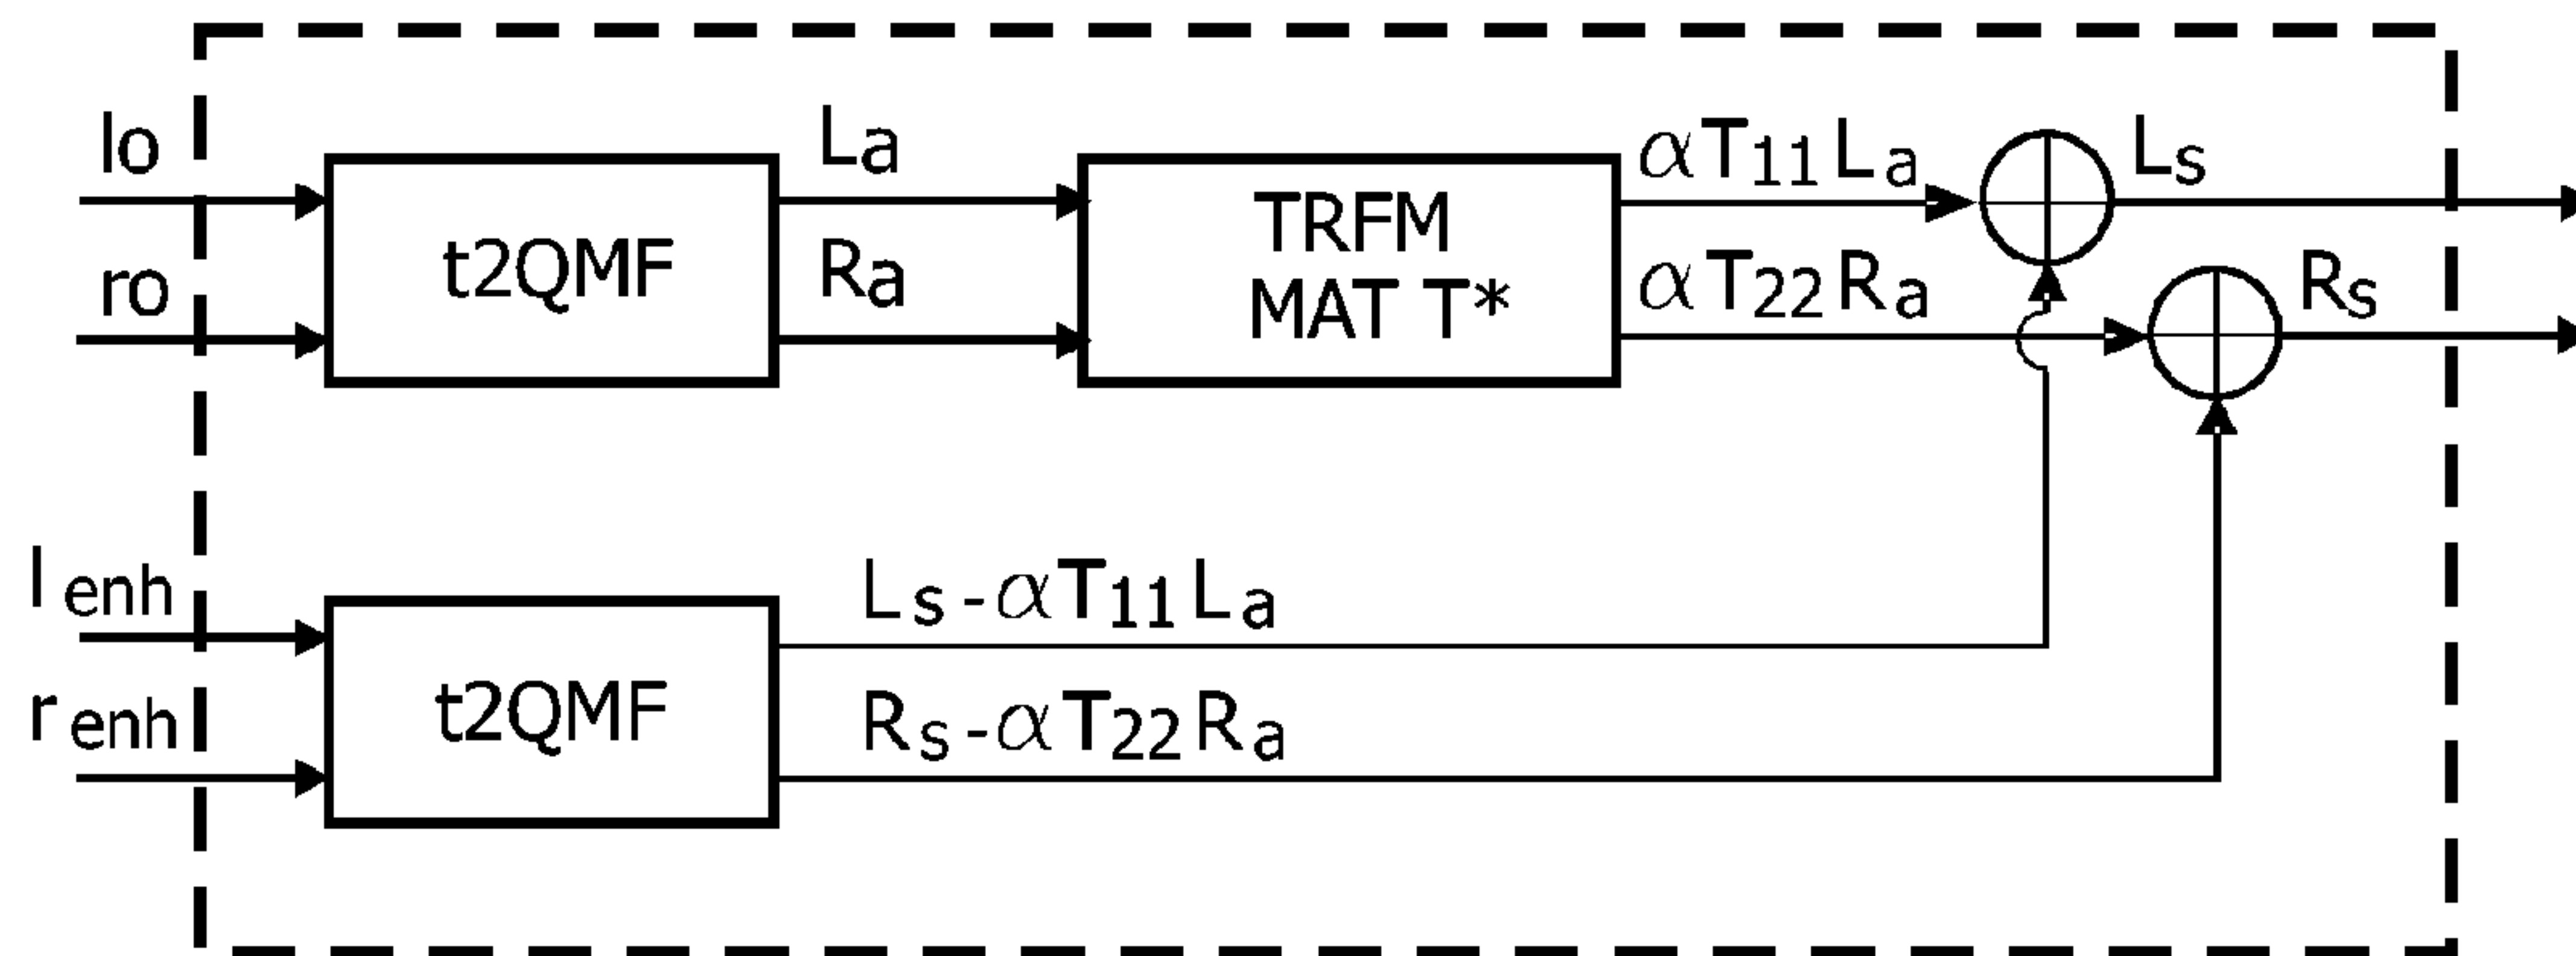 lo
ro
t2QMF
La
Ra
TRFM
MAT T*
αT11La
αT22Ra
Ls
Rs
lenh
renh
t2QMF
Ls-αT11La
Rs-αT22Ra